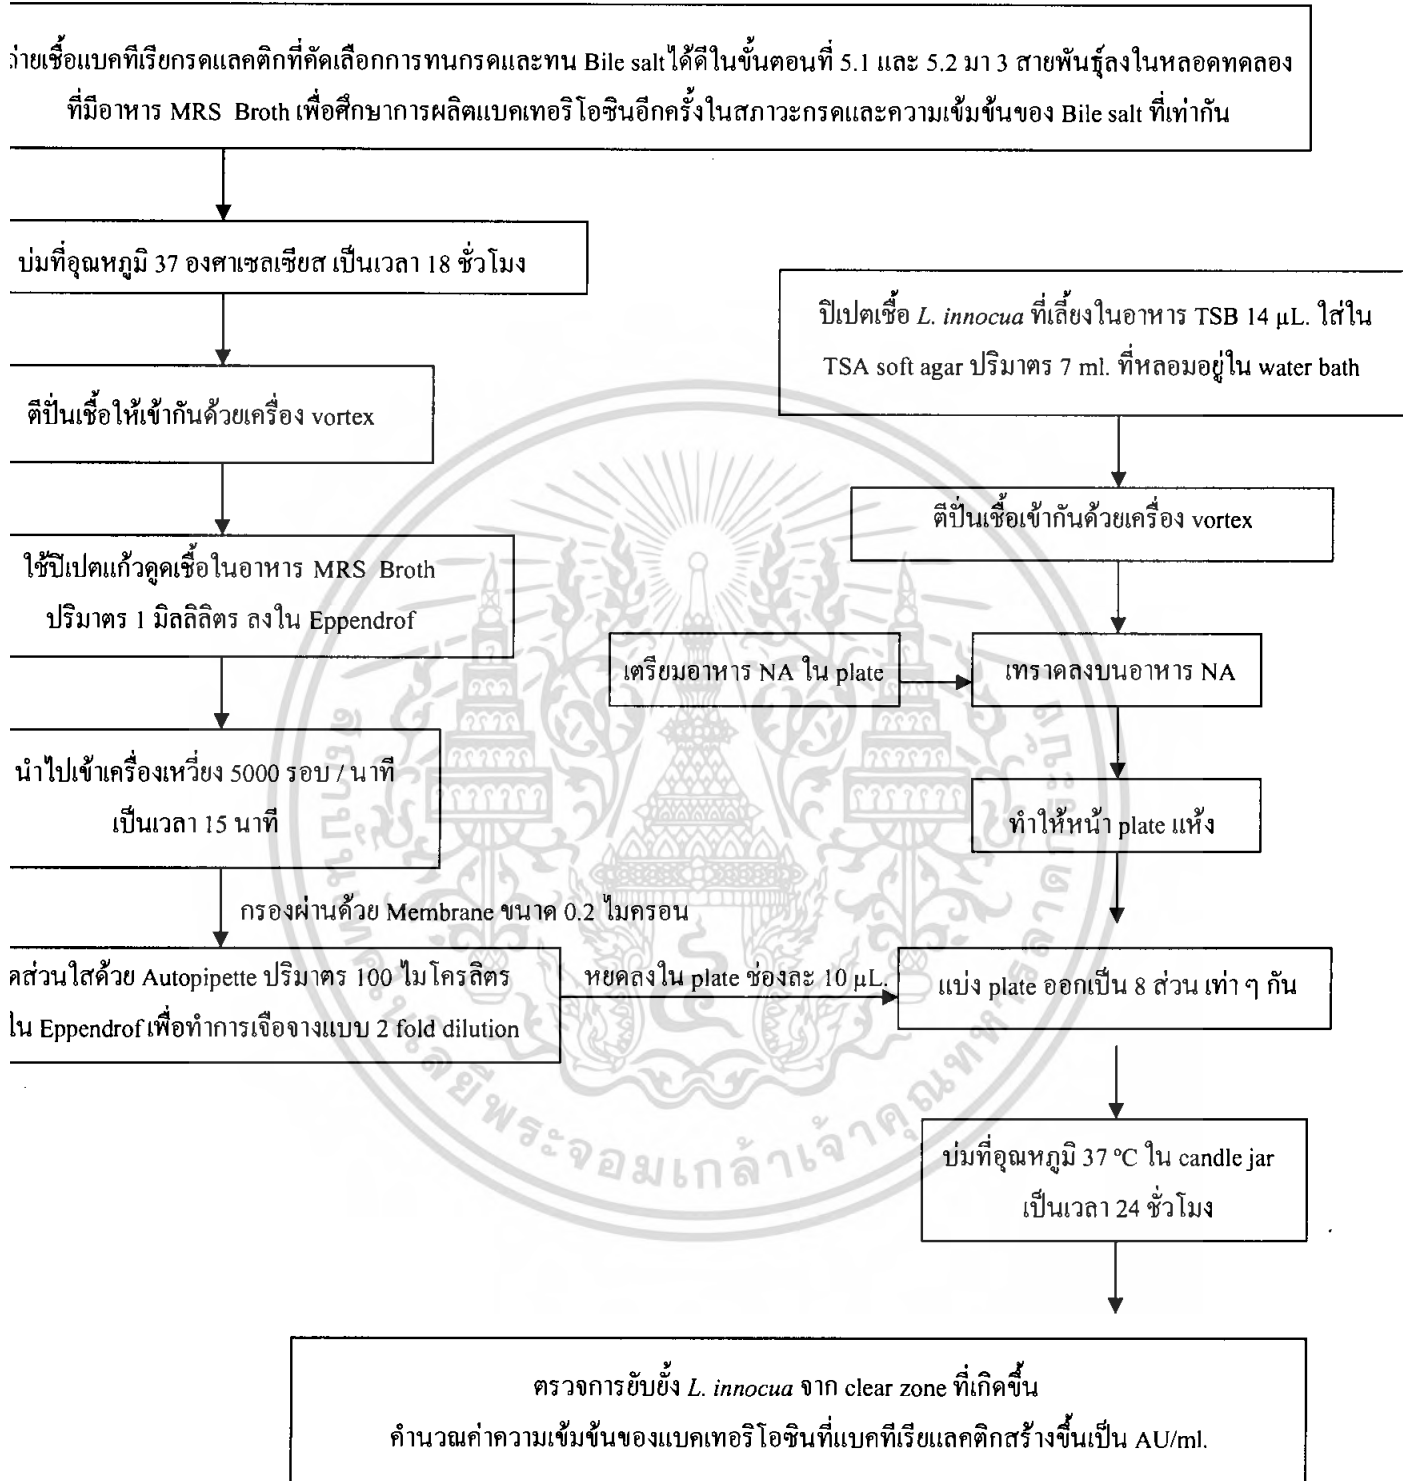 ถ่ายเชื้อแบคทีเรียกรดแลคติกที่คัดเลือกการทนกรดและทน Bile salt ได้ดีในขั้นตอนที่ 5.1 และ 5.2 มา 3 สายพันธุ์ลงในหลอดทดลอง
ที่มีอาหาร MRS Broth เพื่อศึกษาการผลิตแบคเทอริโอซินอีกครั้งในสภาวะกรดและความเข้มข้นของ Bile salt ที่เท่ากัน
บ่มที่อุณหภูมิ 37 องศาเซลเซียส เป็นเวลา 18 ชั่วโมง
ตีปั่นเชื้อให้เข้ากันด้วยเครื่อง vortex
ใช้ปิเปตแก้วดูดเชื้อในอาหาร MRS Broth
ปริมาตร 1 มิลลิลิตร ลงใน Eppendrof
นำไปเข้าเครื่องเหวี่ยง 5000 รอบ / นาที
เป็นเวลา 15 นาที
กรองผ่านด้วย Membrane ขนาด 0.2 ไมครอน
ดส่วนใสด้วย Autopipette ปริมาตร 100 ไมโครลิตร
ใน Eppendrof เพื่อทำการเจือจางแบบ 2 fold dilution
หยดลงใน plate ช่องละ 10 µL.
ปิเปตเชื้อ L. innocua ที่เลี้ยงในอาหาร TSB 14 µL. ใส่ใน
TSA soft agar ปริมาตร 7 ml. ที่หลอมอยู่ใน water bath
ตีปั่นเชื้อเข้ากันด้วยเครื่อง vortex
เตรียมอาหาร NA ใน plate
เทราดลงบนอาหาร NA
ทำให้หน้า plate แห้ง
แบ่ง plate ออกเป็น 8 ส่วน เท่า ๆ กัน
บ่มที่อุณหภูมิ 37 ºC ใน candle jar
เป็นเวลา 24 ชั่วโมง
ตรวจการยับยั้ง L. innocua จาก clear zone ที่เกิดขึ้น
คำนวณค่าความเข้มข้นของแบคเทอริโอซินที่แบคทีเรียแลคติกสร้างขึ้นเป็น AU/ml.